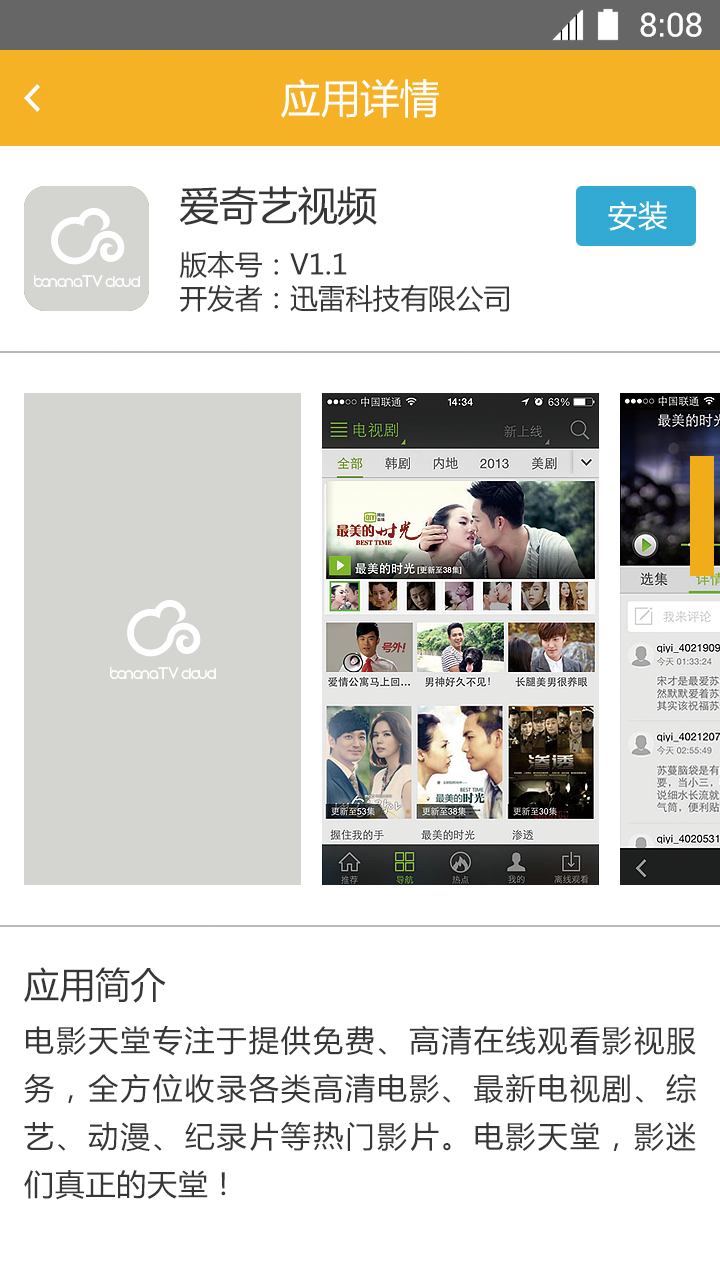 8:08
应用详情
bananaTV cloud
爱奇艺视频
安装
版本号：V1.1
开发者：迅雷科技有限公司
bananaTV cloud
中国联通
14:34
63%
电视剧
新上线
全部
韩剧
内地
2013
美剧
最美的时光
BEST TIME
最美的时光[更新至38集]
号外!
爱情公寓马上回...
男神好久不见！
长腿美男很养眼
更新至53集
BEST TIME
最美的时光
更新至38集
渗透
更新至30集
握住我的手
最美的时光
渗透
推荐
导航
热点
我的
离线观看
中国联通
最美的时光
选集
详情
我来评论
qiyi_4021909
今天 01:33:24
宋才是最爱苏
然默默爱着苏
其实该祝福苏
qiyi_4021207
今天 02:55:49
苏蔓脑袋是有
要，当小三，
说细水长流就
气筒，便利贴
qiyi_4020531
应用简介
电影天堂专注于提供免费、高清在线观看影视服
务，全方位收录各类高清电影、最新电视剧、综
艺、动漫、纪录片等热门影片。电影天堂，影迷
们真正的天堂！